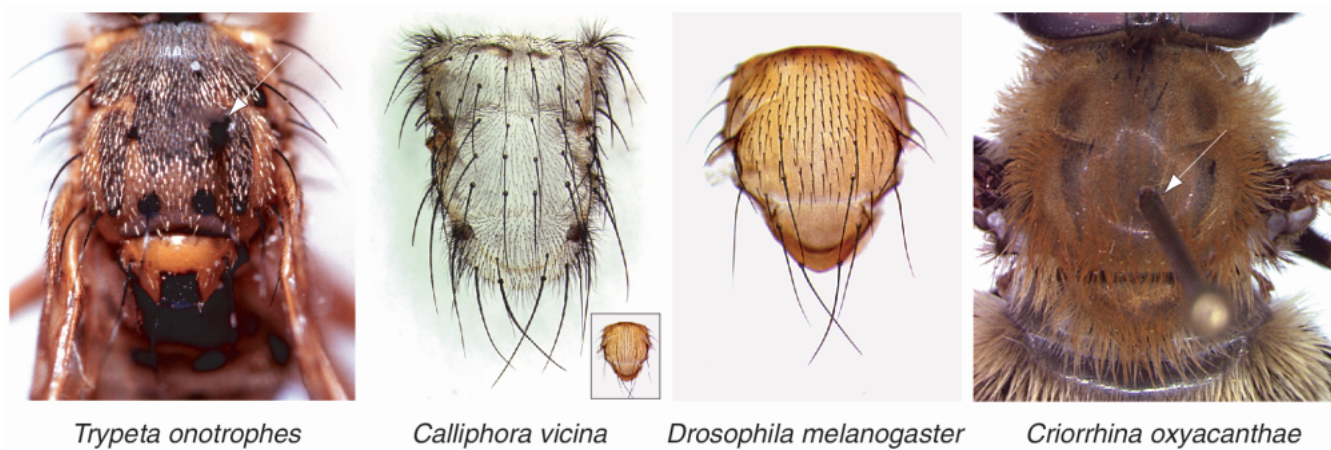 Trypeta onotrophes
Calliphora vicina
Drosophila melanogaster
Criorrhina oxyacanthae